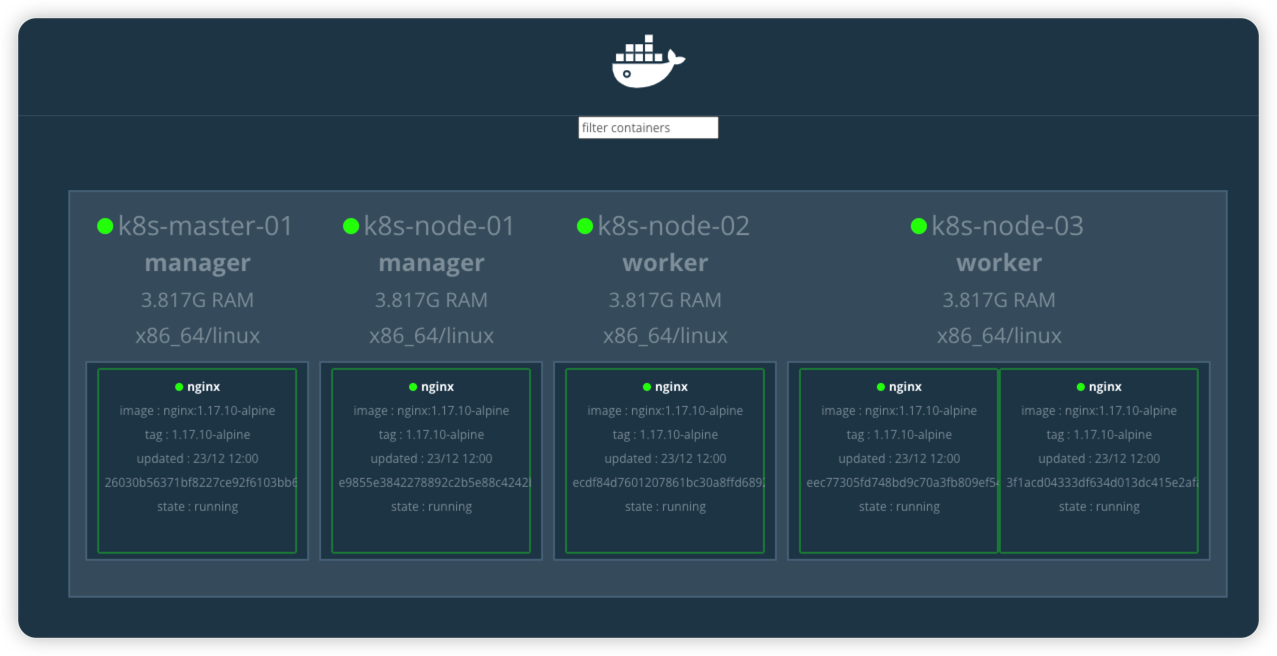 filter containers
k8s-master-01
manager
3.817G RAM
x86_64/linux
nginx
image : nginx:1.17.10-alpine
tag : 1.17.10-alpine
updated : 23/12 12:00
26030b56371bf8227ce92f6103bb6
state : running
k8s-node-01
manager
3.817G RAM
x86_64/linux
nginx
image : nginx:1.17.10-alpine
tag : 1.17.10-alpine
updated : 23/12 12:00
e9855e3842278892c2b5e88c4242
state : running
k8s-node-02
worker
3.817G RAM
x86_64/linux
nginx
image : nginx:1.17.10-alpine
tag : 1.17.10-alpine
updated : 23/12 12:00
ecdf84d7601207861bc30a8ffd689
state : running
k8s-node-03
worker
3.817G RAM
x86_64/linux
nginx
image : nginx:1.17.10-alpine
tag : 1.17.10-alpine
updated : 23/12 12:00
eec77305fd748bd9c70a3fb809ef5
state : running
nginx
image : nginx:1.17.10-alpine
tag : 1.17.10-alpine
updated : 23/12 12:00
3f1acd04333df634d013dc415e2af
state : running